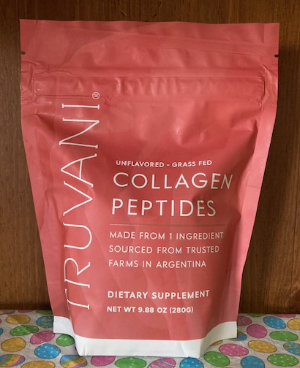 TRUVANI®
UNFLAVORED - GRASS FED
COLLAGEN
PEPTIDES
MADE FROM 1 INGREDIENT
SOURCED FROM TRUSTED
FARMS IN ARGENTINA
DIETARY SUPPLEMENT
NET WT 9.88 OZ (280G)